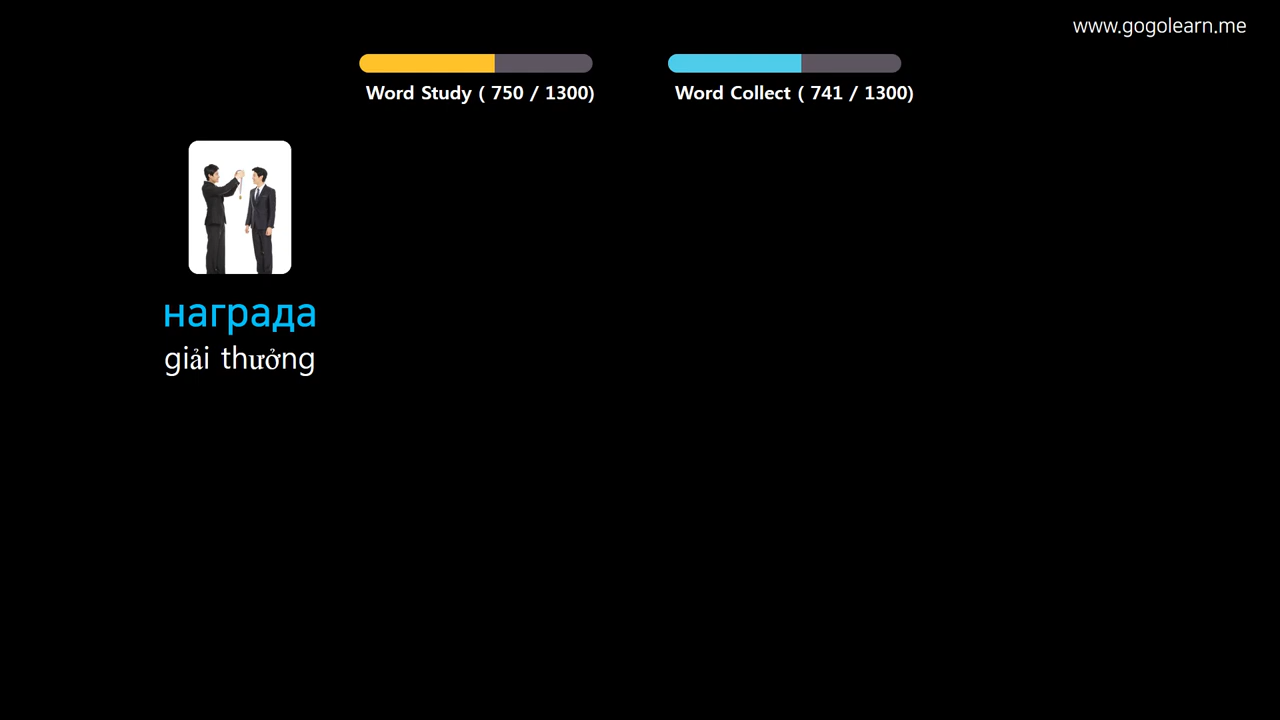 www.gogolearn.me
Word Study ( 750 / 1300)
Word Collect ( 741 / 1300)
награда
giải thưởng